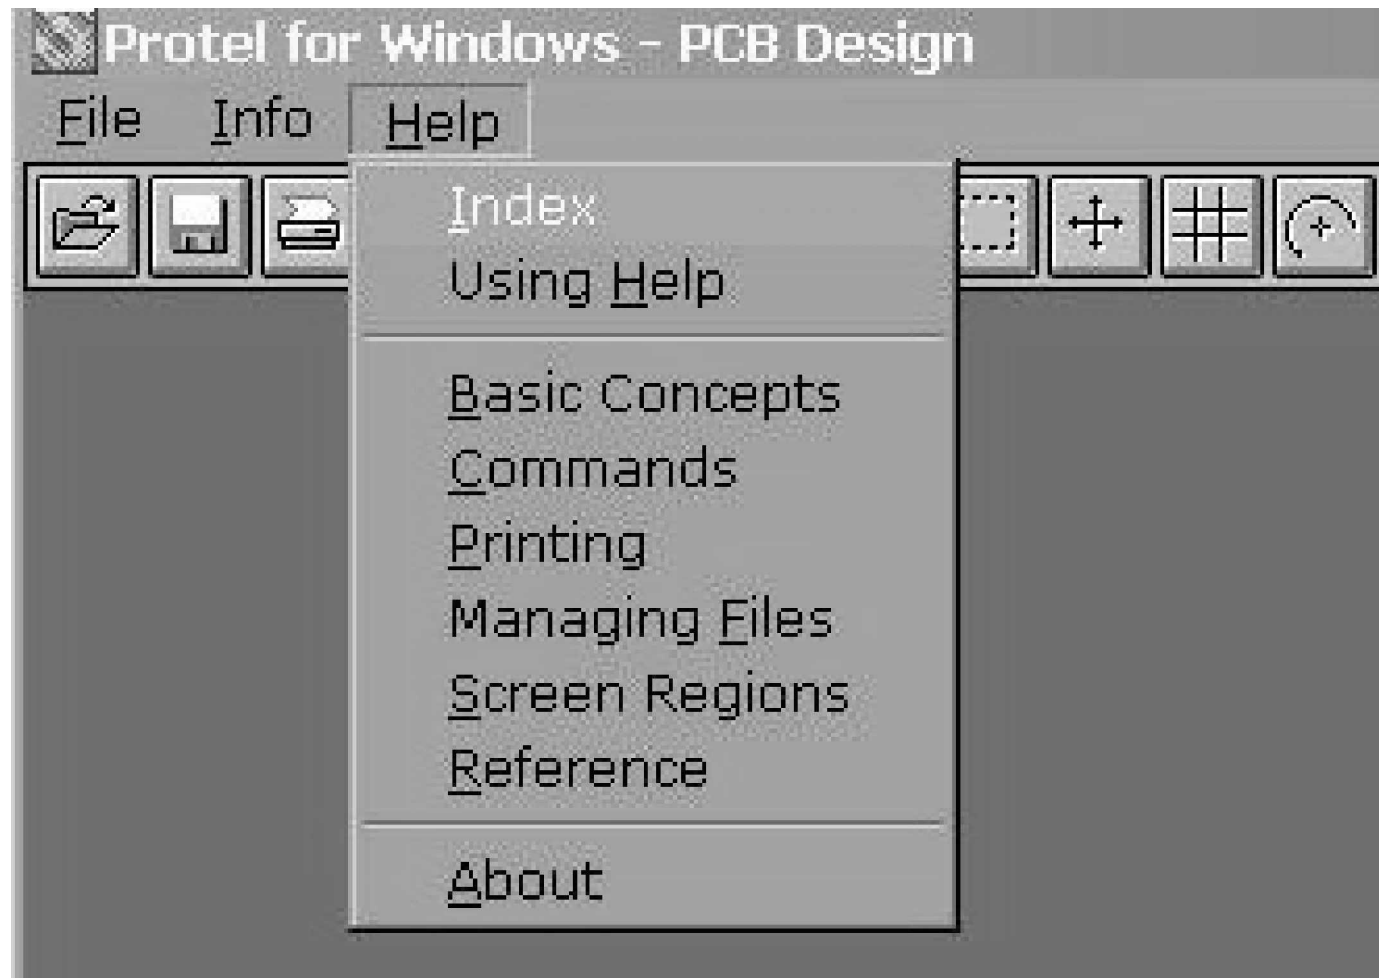 Protel for Windows - PCB Design
File Info Help
Index
Using Help
Basic Concepts
Commands
Printing
Managing Files
Screen Regions
Reference
About